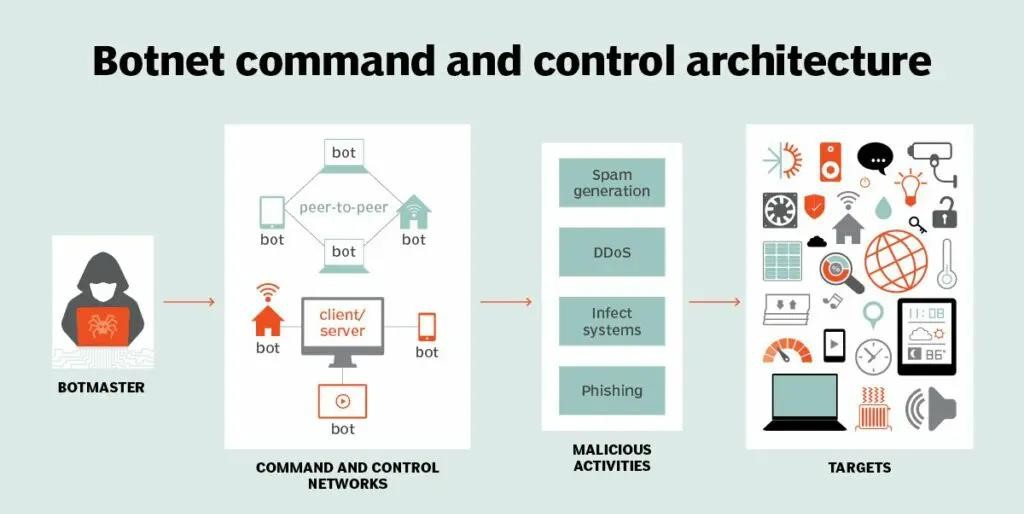 Botnet command and control architecture
bot
peer-to-peer
bot
bot
bot
client/
server
bot
bot
bot
Spam
generation
DDoS
Infect
systems
Phishing
%
11:08
86°
BOTMASTER
COMMAND AND CONTROL
NETWORKS
MALICIOUS
ACTIVITIES
TARGETS